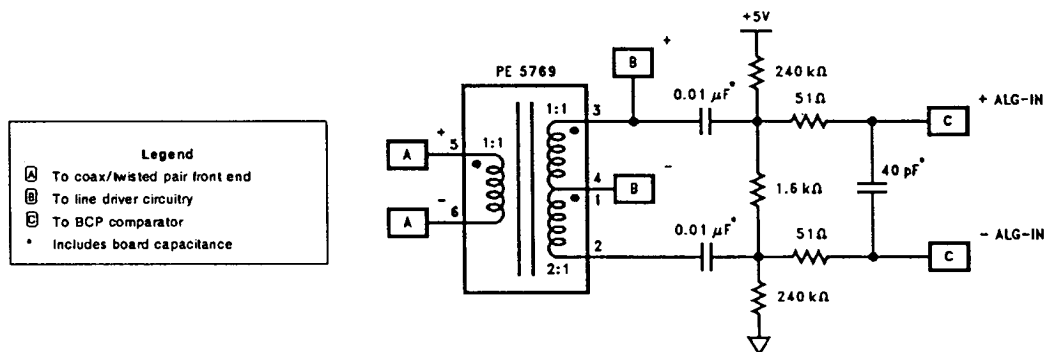 +5V
+
B
240 kΩ
PE 5769
0.01 µF*
51Ω
+ ALG-IN
C
1:1
3
+
5
1:1
A
Legend
A To coax/twisted pair front end
B To line driver circuitry
C To BCP comparator
* Includes board capacitance
4
1
B
-
1.6 kΩ
40 pF*
-
6
A
0.01 µF*
51Ω
- ALG-IN
C
2
2:1
240 kΩ